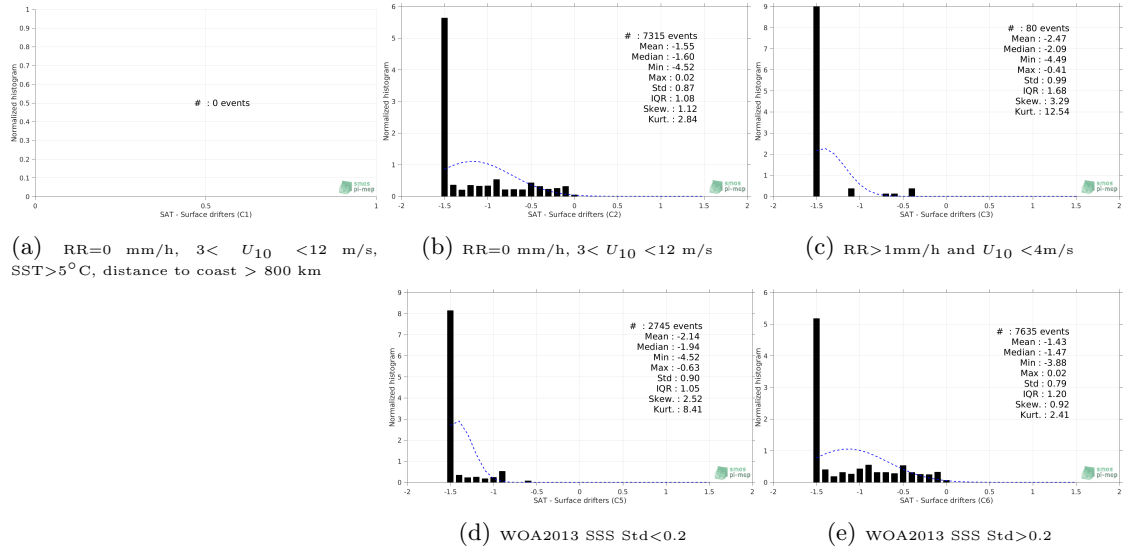 1
0.9
0.8
0.7
0.6
0.5
0.4
0.3
0.2
0.1
0
Normalized histogram
# : 0 events
smos
pi-mep
0 0.5 1
SAT - Surface drifters (C1)
(a) RR=0 mm/h, 3< U10 <12 m/s,
SST>5°C, distance to coast > 800 km
6
5
4
3
2
1
0
Normalized histogram
# : 7315 events
Mean : -1.55
Median : -1.60
Min : -4.52
Max : 0.02
Std : 0.87
IQR : 1.08
Skew. : 1.12
Kurt. : 2.84
smos
pi-mep
-2 -1.5 -1 -0.5 0 0.5 1 1.5 2
SAT - Surface drifters (C2)
(b) RR=0 mm/h, 3< U10 <12 m/s
9
8
7
6
5
4
3
2
1
0
Normalized histogram
# : 80 events
Mean : -2.47
Median : -2.09
Min : -4.49
Max : -0.41
Std : 0.99
IQR : 1.68
Skew. : 3.29
Kurt. : 12.54
smos
pi-mep
-2 -1.5 -1 -0.5 0 0.5 1 1.5 2
SAT - Surface drifters (C3)
(c) RR>1mm/h and U10 <4m/s
9
8
7
6
5
4
3
2
1
0
Normalized histogram
# : 2745 events
Mean : -2.14
Median : -1.94
Min : -4.52
Max : -0.63
Std : 0.90
IQR : 1.05
Skew. : 2.52
Kurt. : 8.41
smos
pi-mep
-2 -1.5 -1 -0.5 0 0.5 1 1.5 2
SAT - Surface drifters (C5)
(d) WOA2013 SSS Std<0.2
6
5
4
3
2
1
0
Normalized histogram
# : 7635 events
Mean : -1.43
Median : -1.47
Min : -3.88
Max : 0.02
Std : 0.79
IQR : 1.20
Skew. : 0.92
Kurt. : 2.41
smos
pi-mep
-2 -1.5 -1 -0.5 0 0.5 1 1.5 2
SAT - Surface drifters (C6)
(e) WOA2013 SSS Std>0.2